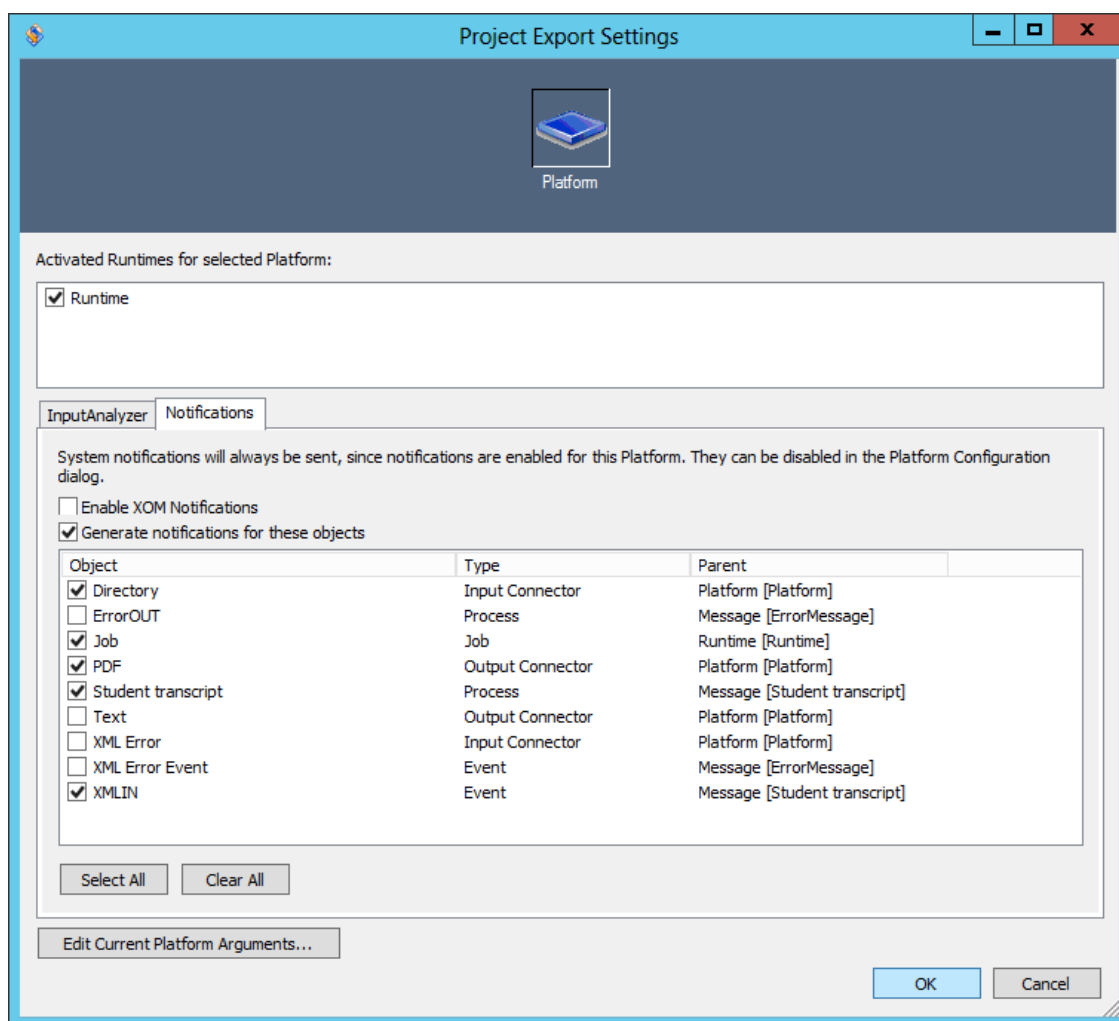 Project Export Settings
Platform
Activated Runtimes for selected Platform:
Runtime
InputAnalyzer Notifications
System notifications will always be sent, since notifications are enabled for this Platform. They can be disabled in the Platform Configuration
dialog.
Enable XOM Notifications
Generate notifications for these objects
Object Type Parent
Directory Input Connector Platform [Platform]
ErrorOUT Process Message [ErrorMessage]
Job Job Runtime [Runtime]
PDF Output Connector Platform [Platform]
Student transcript Process Message [Student transcript]
Text Output Connector Platform [Platform]
XML Error Input Connector Platform [Platform]
XML Error Event Event Message [ErrorMessage]
XMLIN Event Message [Student transcript]
Select All Clear All
Edit Current Platform Arguments...
OK Cancel